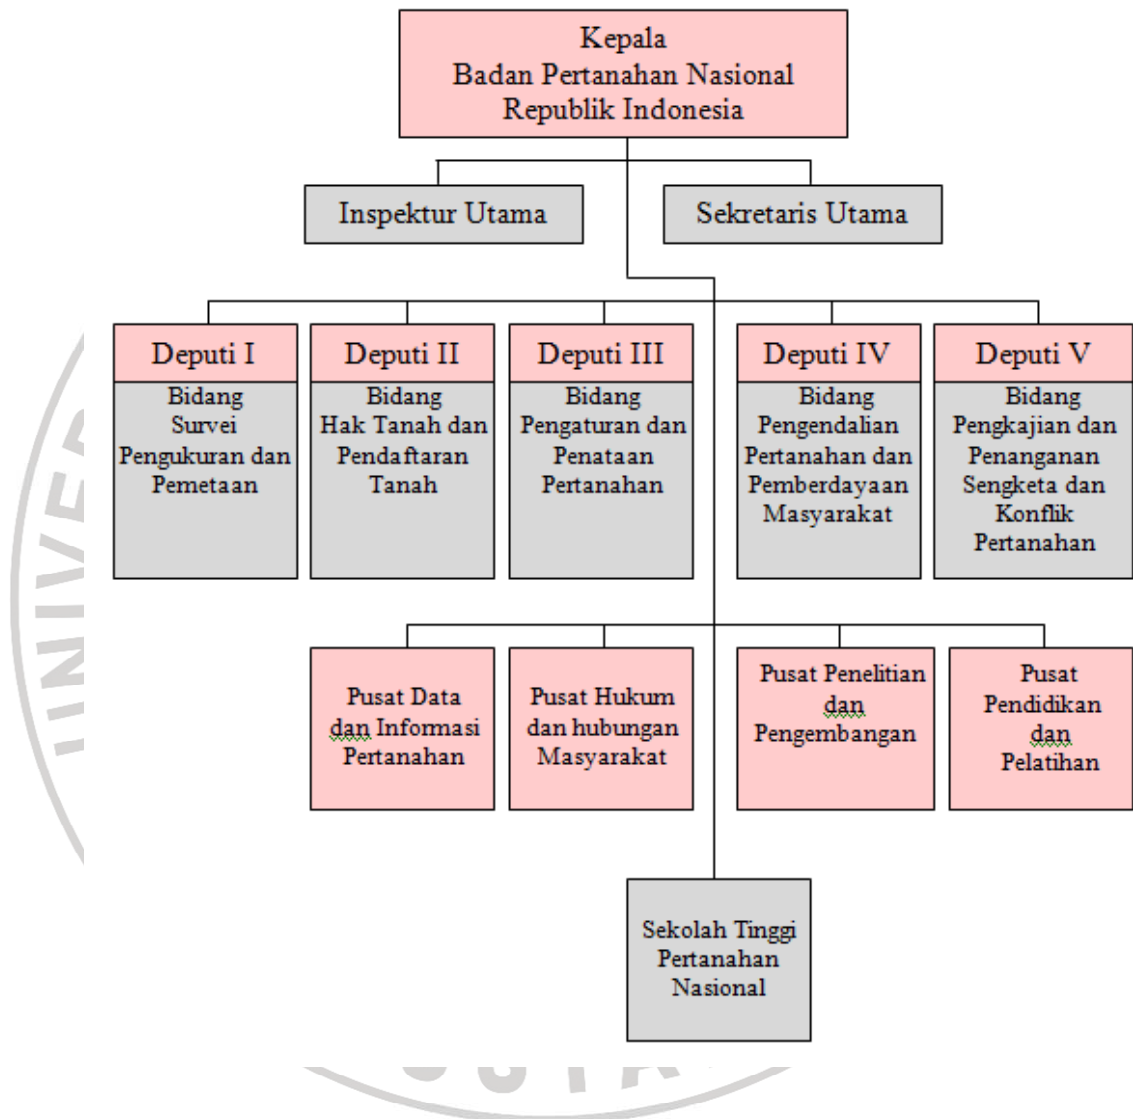 Kepala
Badan Pertanahan Nasional
Republik Indonesia
Inspektur Utama
Sekretaris Utama
Deputi I
Bidang
Survei
Pengukuran dan
Pemetaan
Deputi II
Bidang
Hak Tanah dan
Pendaftaran
Tanah
Deputi III
Bidang
Pengaturan dan
Penataan
Pertanahan
Deputi IV
Bidang
Pengendalian
Pertanahan dan
Pemberdayaan
Masyarakat
Deputi V
Bidang
Pengkajian dan
Penanganan
Sengketa dan
Konflik
Pertanahan
Pusat Data
dan Informasi
Pertanahan
Pusat Hukum
dan hubungan
Masyarakat
Pusat Penelitian
dan
Pengembangan
Pusat
Pendidikan
dan
Pelatihan
Sekolah Tinggi
Pertanahan
Nasional